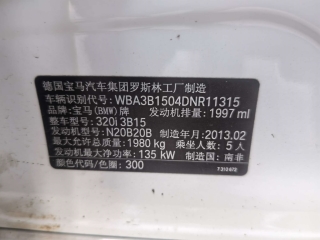 德国宝马汽车集团罗斯林工厂制造
车辆识别代号: WBA3B1504DNR11315
品牌: 宝马(BMW)牌 发动机排量: 1997 ml
整车型号: 320i 3B15
发动机型号: N20B20B 制造年月: 2013.02
最大允许总质量: 1980 kg 乘坐人数: 5 人
发动机最大净功率: 135 kW 制造国: 南非
颜色代码/色圈: 300